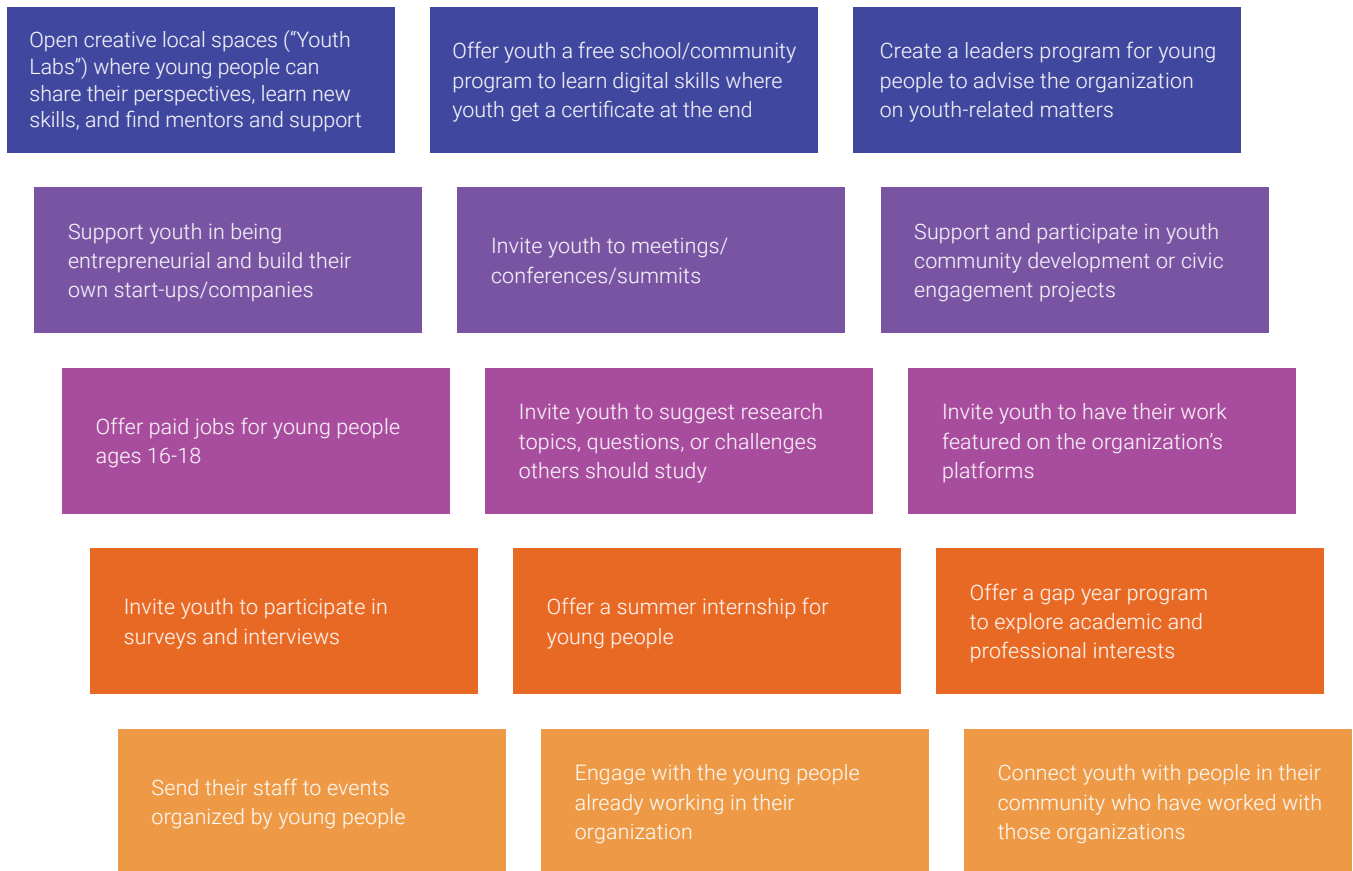 Open creative local spaces (“Youth
Labs”) where young people can
share their perspectives, learn new
skills, and find mentors and support
Offer youth a free school/community
program to learn digital skills where
youth get a certificate at the end
Create a leaders program for young
people to advise the organization
on youth-related matters
Support youth in being
entrepreneurial and build their
own start-ups/companies
Invite youth to meetings/
conferences/summits
Support and participate in youth
community development or civic
engagement projects
Offer paid jobs for young people
ages 16-18
Invite youth to suggest research
topics, questions, or challenges
others should study
Invite youth to have their work
featured on the organization’s
platforms
Invite youth to participate in
surveys and interviews
Offer a summer internship for
young people
Offer a gap year program
to explore academic and
professional interests
Send their staff to events
organized by young people
Engage with the young people
already working in their
organization
Connect youth with people in their
community who have worked with
those organizations